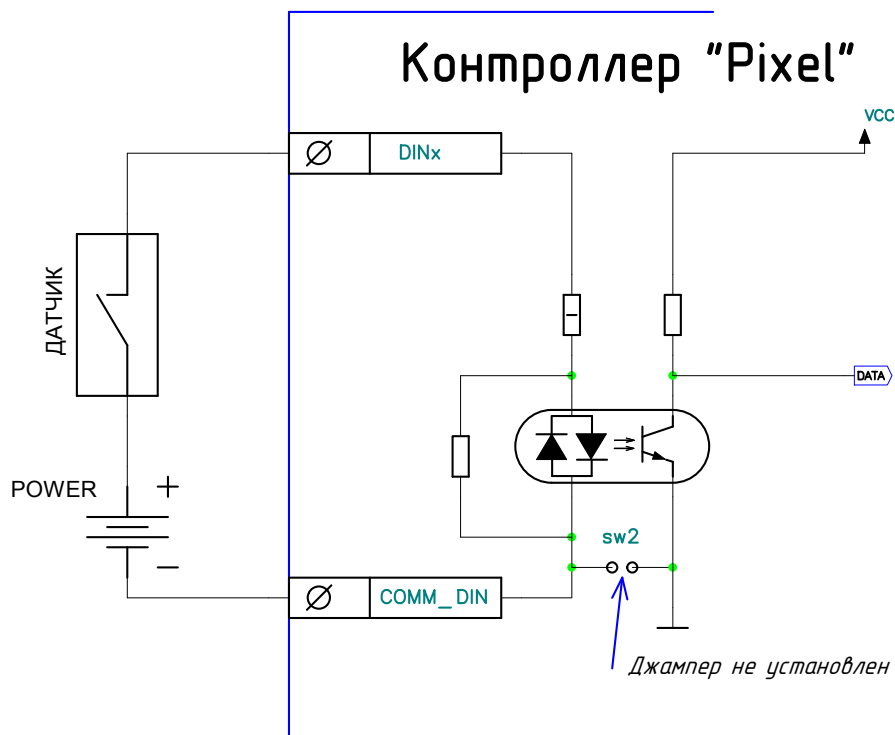 Контроллер "Pixel"
VCC
DINx
ДАТЧИК
DATA
POWER
+
sw2
−
COMM_DIN
Джампер не установлен